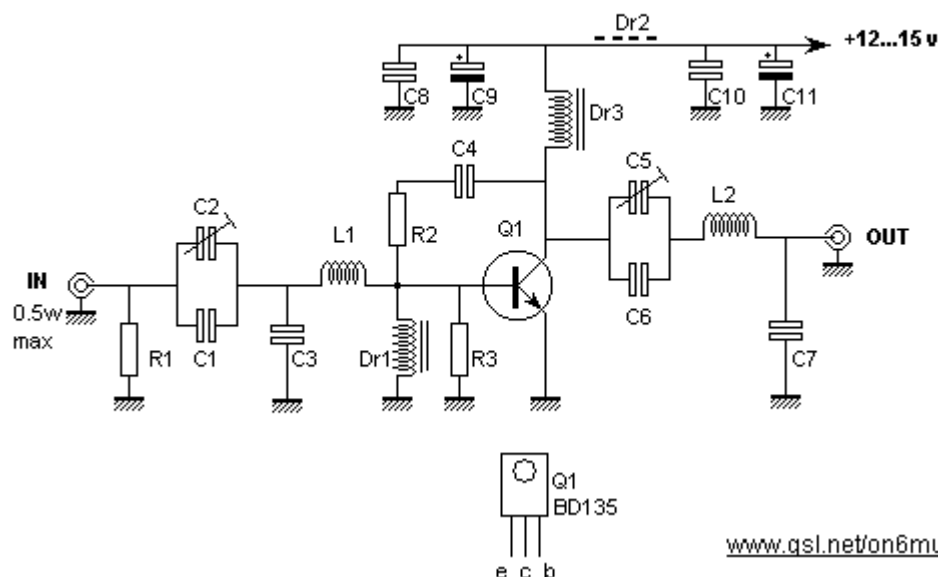 Dr2
+12...15 v
C8
C9
C10
C11
Dr3
C4
C5
C2
L1
R2
Q1
L2
IN
OUT
0.5w
max
R1
C1
C3
Dr1
R3
C6
C7
Q1
BD135
e c b
www.qsl.net/on6mu